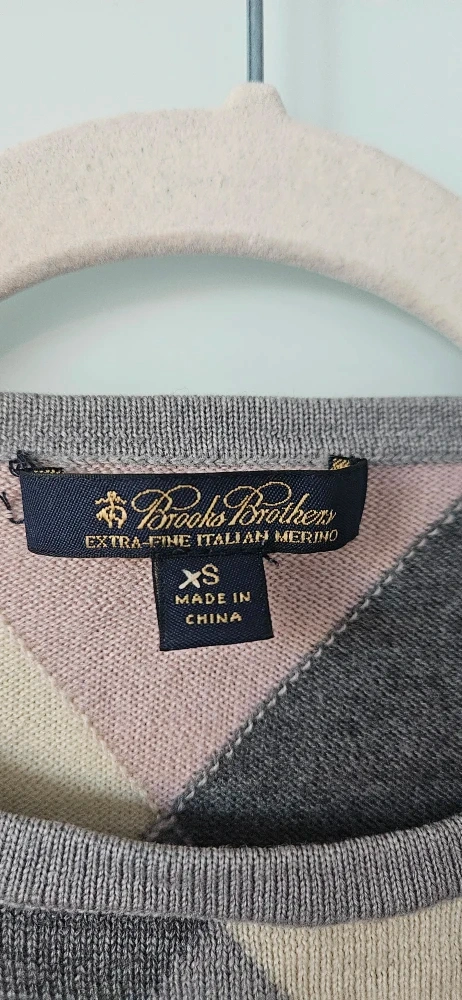 Brooks Brothers
EXTRA-FINE ITALIAN MERINO
XS
MADE IN
CHINA